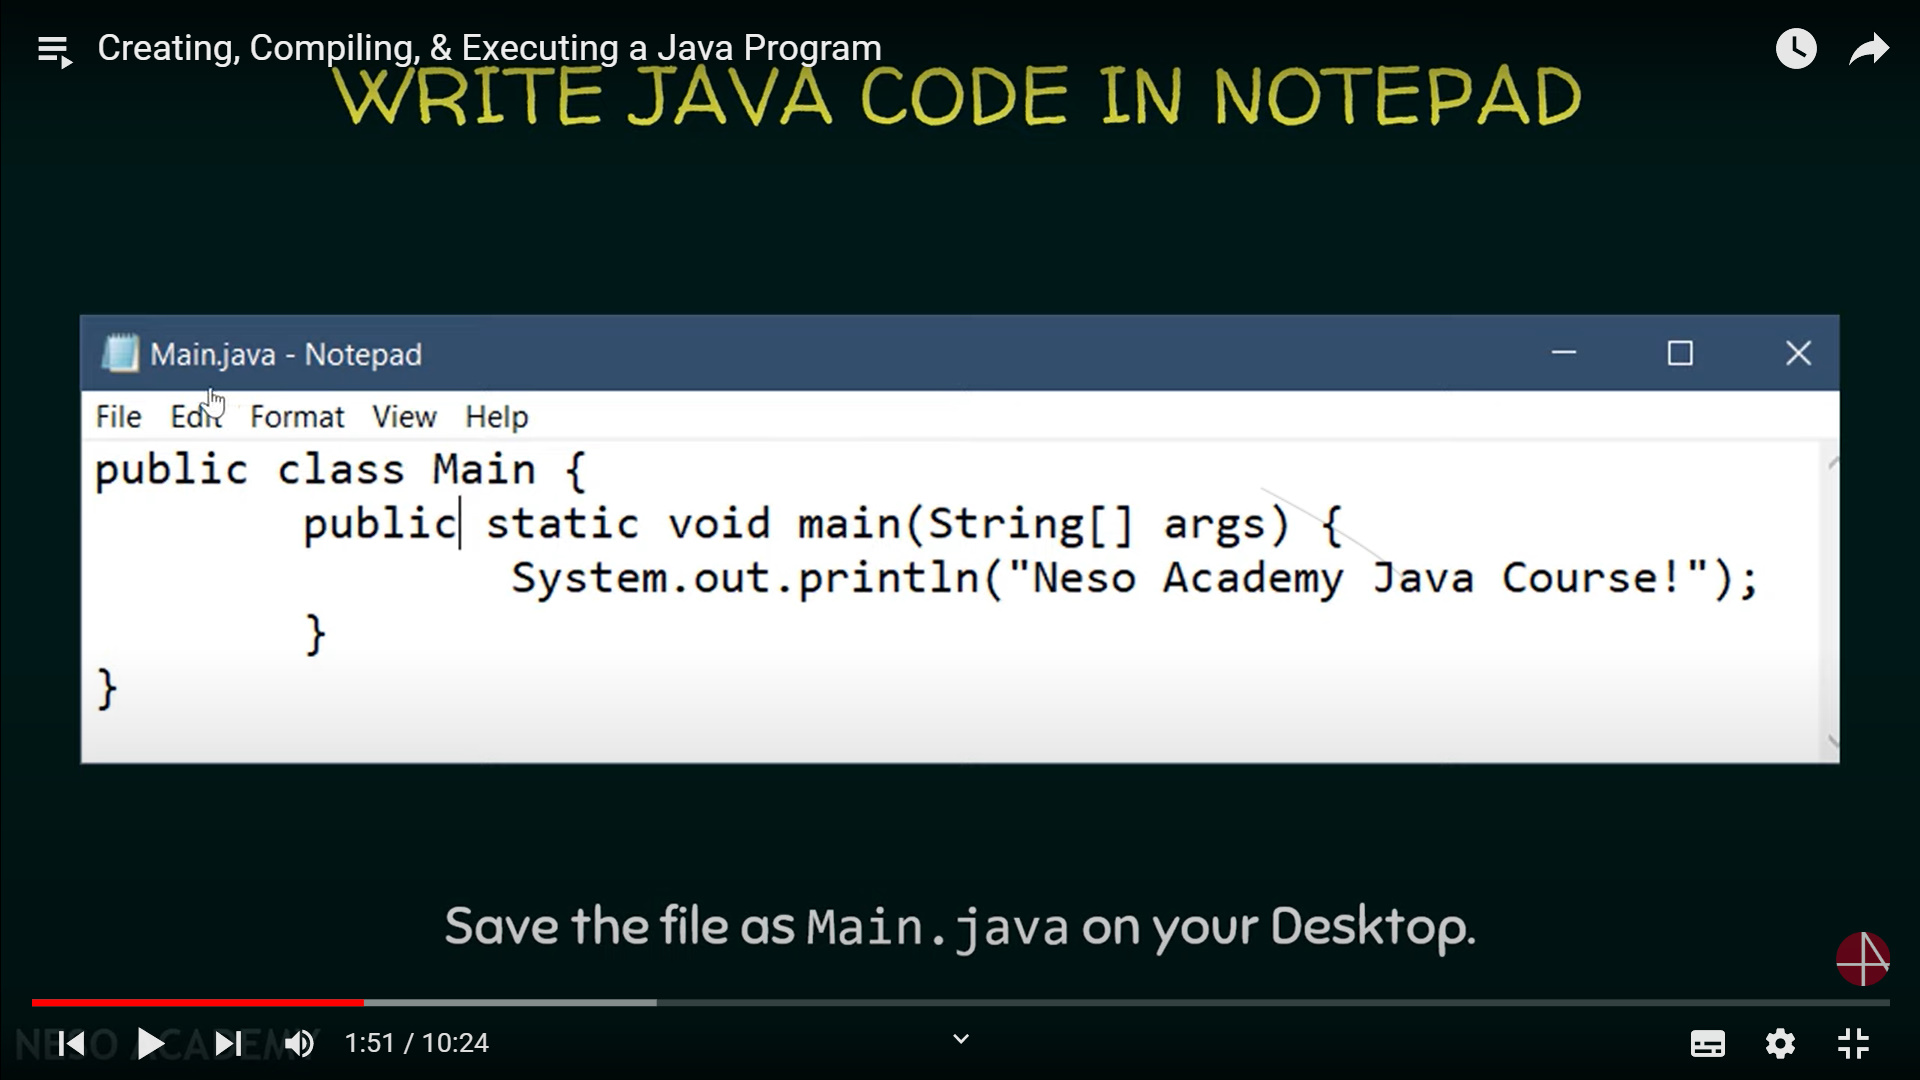 Creating, Compiling, & Executing a Java Program
WRITE JAVA CODE IN NOTEPAD
Main.java - Notepad
File Edit Format View Help
public class Main {
public static void main(String[] args) {
System.out.println("Neso Academy Java Course!");
}
}
Save the file as Main.java on your Desktop.
NESO ACADEMY
1:51 / 10:24